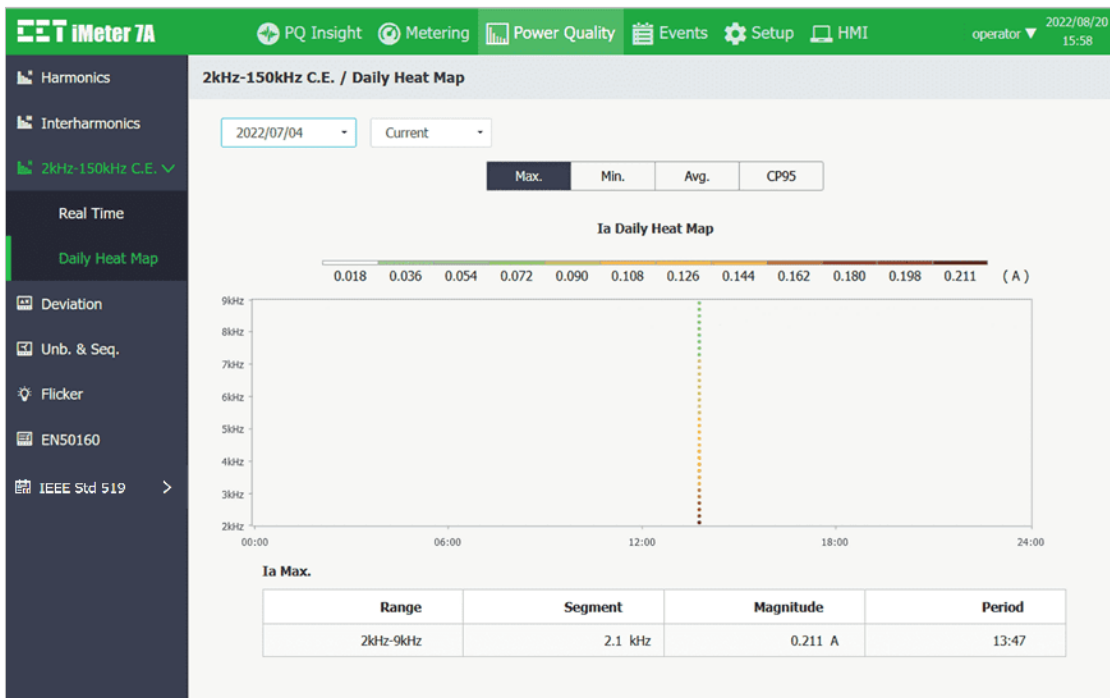 CET iMeter 7A PQ Insight Metering Power Quality Events Setup HMI operator ▼ 2022/08/20
15:58
Harmonics
Interharmonics
2kHz-150kHz C.E.
Real Time
Daily Heat Map
Deviation
Unb. & Seq.
Flicker
EN50160
IEEE Std 519 >
2kHz-150kHz C.E. / Daily Heat Map
2022/07/04 Current
Max. Min. Avg. CP95
Ia Daily Heat Map
0.018 0.036 0.054 0.072 0.090 0.108 0.126 0.144 0.162 0.180 0.198 0.211 (A)
9kHz
8kHz
7kHz
6kHz
5kHz
4kHz
3kHz
2kHz
00:00 06:00 12:00 18:00 24:00
Ia Max.
Range Segment Magnitude Period
2kHz-9kHz 2.1 kHz 0.211 A 13:47